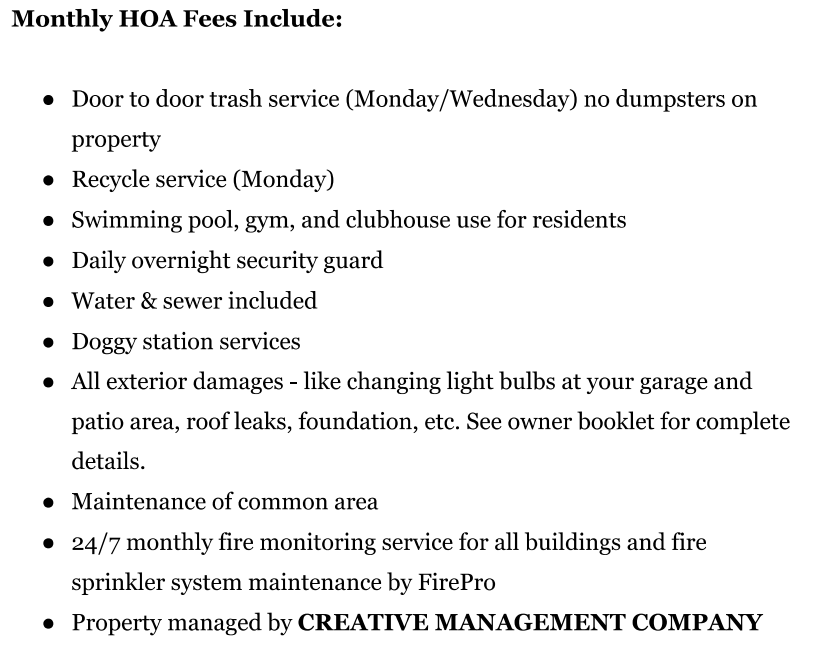 Monthly HOA Fees Include:
● Door to door trash service (Monday/Wednesday) no dumpsters on
property
● Recycle service (Monday)
● Swimming pool, gym, and clubhouse use for residents
● Daily overnight security guard
● Water & sewer included
● Doggy station services
● All exterior damages - like changing light bulbs at your garage and
patio area, roof leaks, foundation, etc. See owner booklet for complete
details.
● Maintenance of common area
● 24/7 monthly fire monitoring service for all buildings and fire
sprinkler system maintenance by FirePro
● Property managed by CREATIVE MANAGEMENT COMPANY